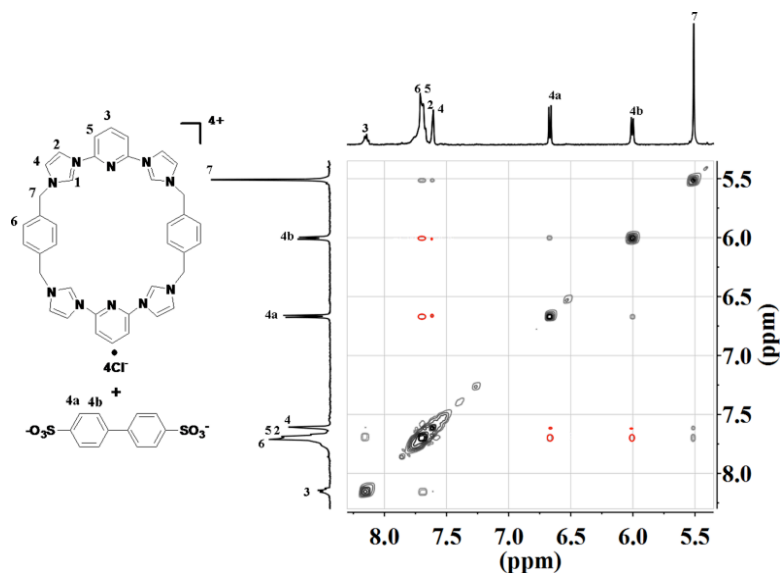 7
6 5
2 4
4a
4b
3
4+
3
5
2
N N N
4
N 1 N
7
6
N N
N N N
4Cl⁻
+
4a 4b
-O₃S SO₃⁻
7
4b
4a
4
5 2
6
3
5.5
6.0
6.5
7.0
7.5
8.0
(ppm)
8.0 7.5 7.0 6.5 6.0 5.5
(ppm)